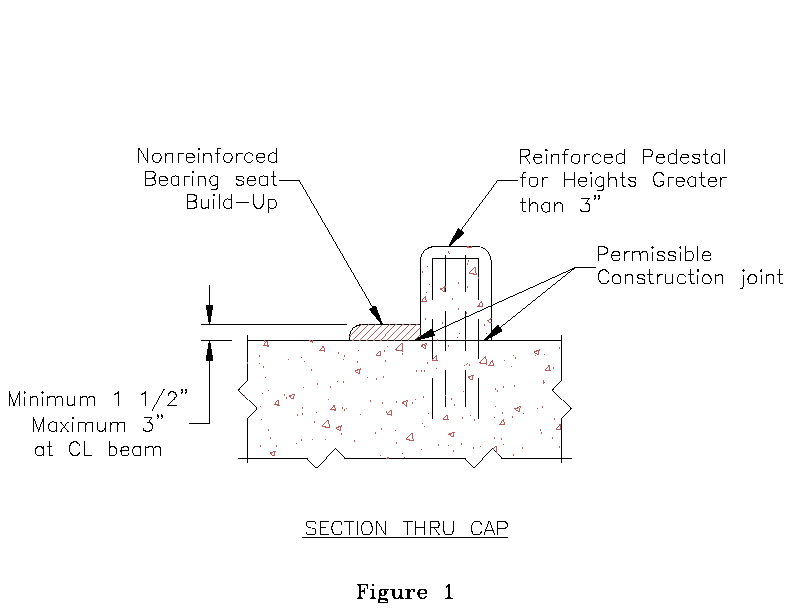 Nonreinforced
Bearing seat
Build-Up
Reinforced Pedestal
for Heights Greater
than 3"
Permissible
Construction joint
Minimum 1 1/2"
Maximum 3"
at CL beam
SECTION THRU CAP
Figure 1